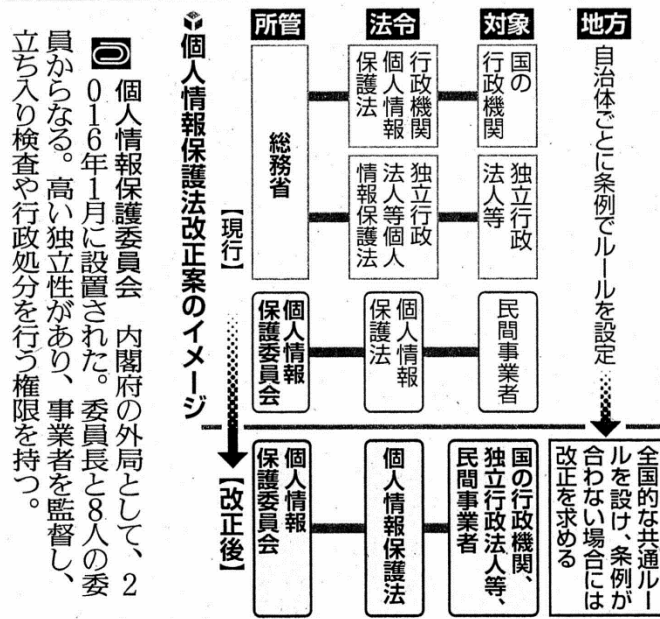 地方
自治体ごとに条例でルールを設定
全国的な共通ルー
ルを設け、条例が
合わない場合には
改正を求める
対象
国の
行政機関
独立行政
法人等
民間事業者
国の行政機関、
独立行政法人等、
民間事業者
法令
行政機関
個人情報
保護法
独立行政
法人等個人
情報保護法
個人情報
保護法
個人情報保護法
所管
総務省
個人情報
保護委員会
個人情報
保護委員会
【現行】
【改正後】
個人情報保護法改正案のイメージ
個人情報保護委員会　内閣府の外局として、2
016年1月に設置された。委員長と8人の委
員からなる。高い独立性があり、事業者を監督し、
立ち入り検査や行政処分を行う権限を持つ。